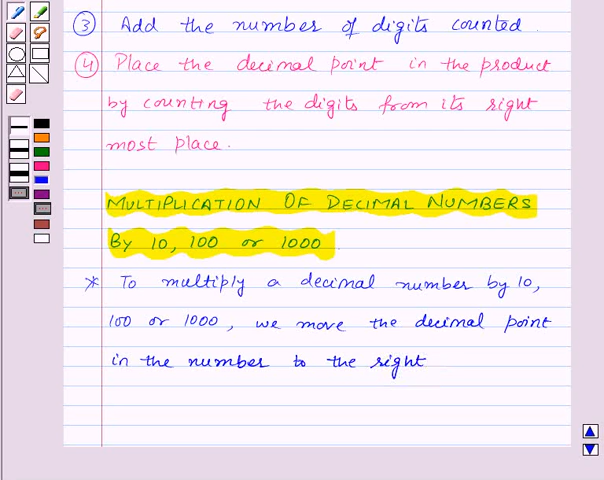 ③ Add the number of digits counted.
④ Place the decimal point in the product
by counting the digits from its right
most place.
MULTIPLICATION OF DECIMAL NUMBERS
By 10, 100 or 1000.
* To multiply a decimal number by 10,
100 or 1000, we move the decimal point
in the number to the right